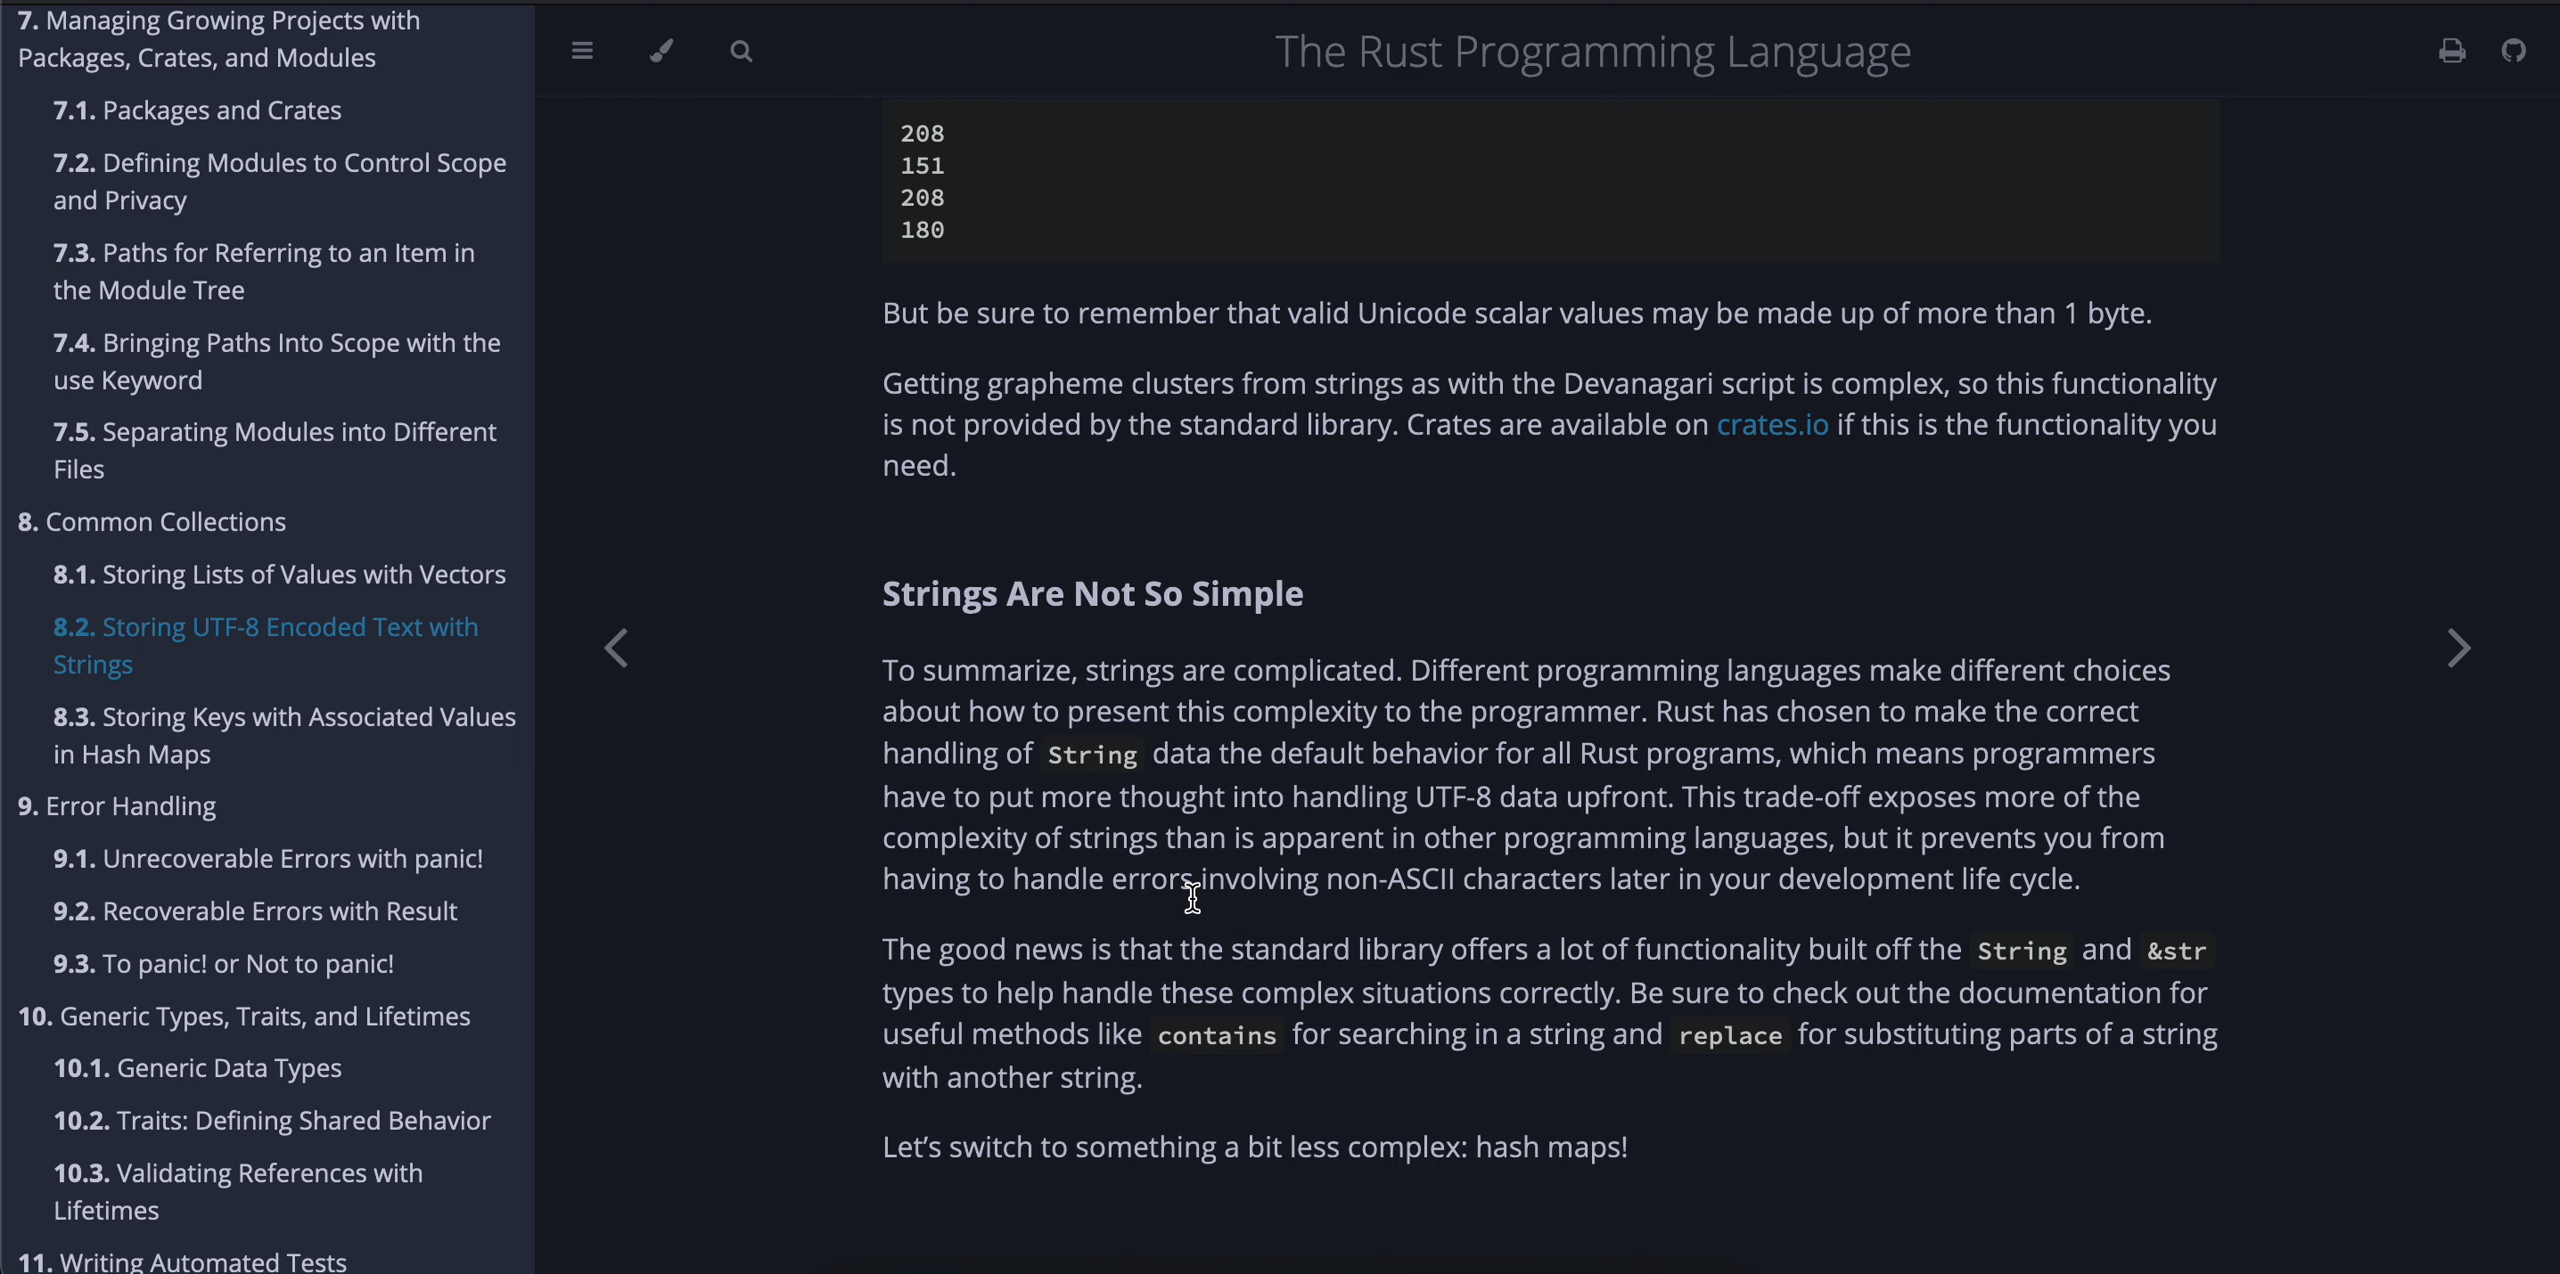 7. Managing Growing Projects with
Packages, Crates, and Modules
7.1. Packages and Crates
7.2. Defining Modules to Control Scope
and Privacy
7.3. Paths for Referring to an Item in
the Module Tree
7.4. Bringing Paths Into Scope with the
use Keyword
7.5. Separating Modules into Different
Files
8. Common Collections
8.1. Storing Lists of Values with Vectors
8.2. Storing UTF-8 Encoded Text with
Strings
8.3. Storing Keys with Associated Values
in Hash Maps
9. Error Handling
9.1. Unrecoverable Errors with panic!
9.2. Recoverable Errors with Result
9.3. To panic! or Not to panic!
10. Generic Types, Traits, and Lifetimes
10.1. Generic Data Types
10.2. Traits: Defining Shared Behavior
10.3. Validating References with
Lifetimes
11. Writing Automated Tests
The Rust Programming Language
208
151
208
180
But be sure to remember that valid Unicode scalar values may be made up of more than 1 byte.
Getting grapheme clusters from strings as with the Devanagari script is complex, so this functionality
is not provided by the standard library. Crates are available on crates.io if this is the functionality you
need.
Strings Are Not So Simple
To summarize, strings are complicated. Different programming languages make different choices
about how to present this complexity to the programmer. Rust has chosen to make the correct
handling of String data the default behavior for all Rust programs, which means programmers
have to put more thought into handling UTF-8 data upfront. This trade-off exposes more of the
complexity of strings than is apparent in other programming languages, but it prevents you from
having to handle errors involving non-ASCII characters later in your development life cycle.
The good news is that the standard library offers a lot of functionality built off the String and &str
types to help handle these complex situations correctly. Be sure to check out the documentation for
useful methods like contains for searching in a string and replace for substituting parts of a string
with another string.
Let’s switch to something a bit less complex: hash maps!